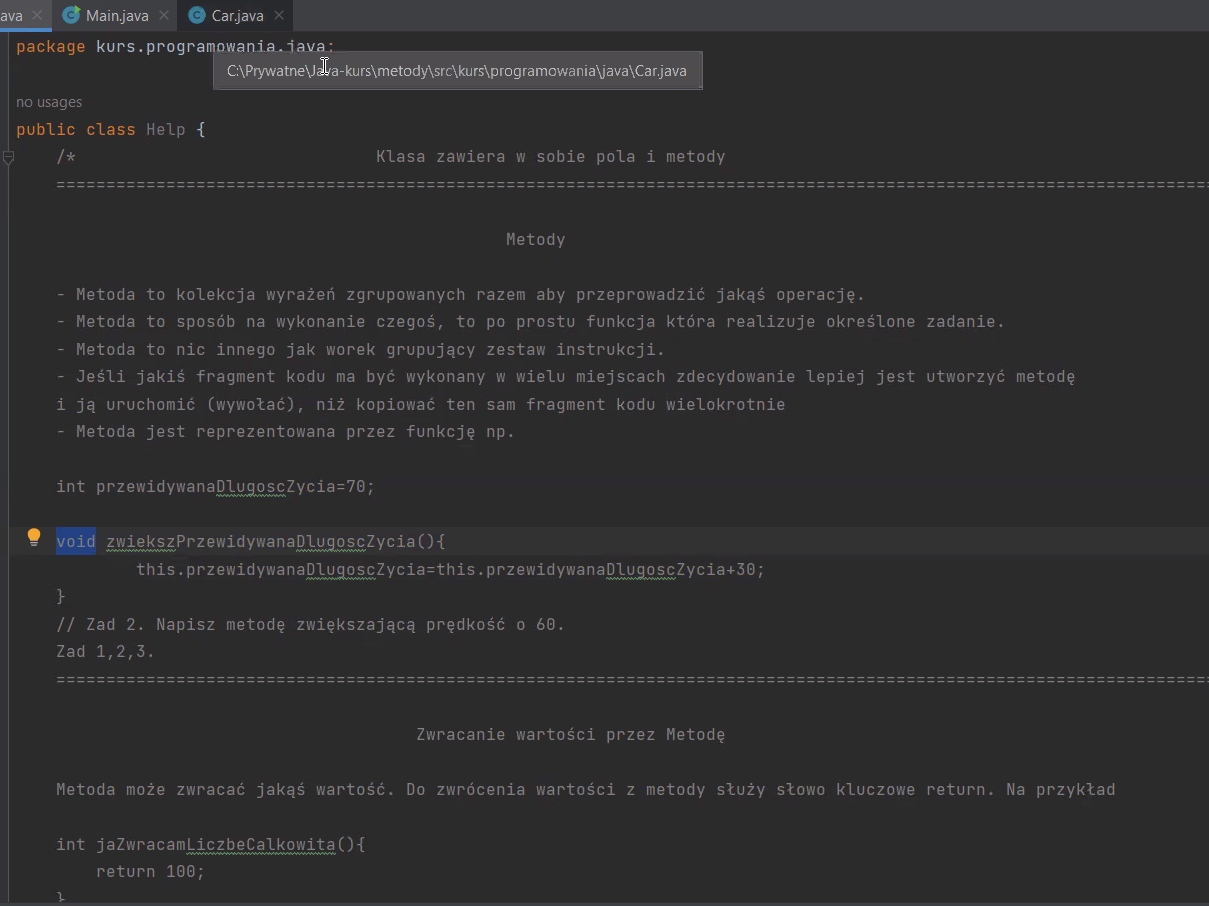 ava Main.java Car.java
package kurs.programowania.java;
C:\Prywatne\Java-kurs\metody\src\kurs\programowania\java\Car.java
no usages
public class Help {
/* Klasa zawiera w sobie pola i metody
====================================================================================================================
Metody
- Metoda to kolekcja wyrażeń zgrupowanych razem aby przeprowadzić jakąś operację.
- Metoda to sposób na wykonanie czegoś, to po prostu funkcja która realizuje określone zadanie.
- Metoda to nic innego jak worek grupujący zestaw instrukcji.
- Jeśli jakiś fragment kodu ma być wykonany w wielu miejscach zdecydowanie lepiej jest utworzyć metodę
i ją uruchomić (wywołać), niż kopiować ten sam fragment kodu wielokrotnie
- Metoda jest reprezentowana przez funkcję np.
int przewidywanaDlugoscZycia=70;
void zwiekszPrzewidywanaDlugoscZycia(){
this.przewidywanaDlugoscZycia=this.przewidywanaDlugoscZycia+30;
}
// Zad 2. Napisz metodę zwiększającą prędkość o 60.
Zad 1,2,3.
====================================================================================================================
Zwracanie wartości przez Metodę
Metoda może zwracać jakąś wartość. Do zwrócenia wartości z metody służy słowo kluczowe return. Na przykład
int jaZwracamLiczbeCalkowita(){
return 100;
}